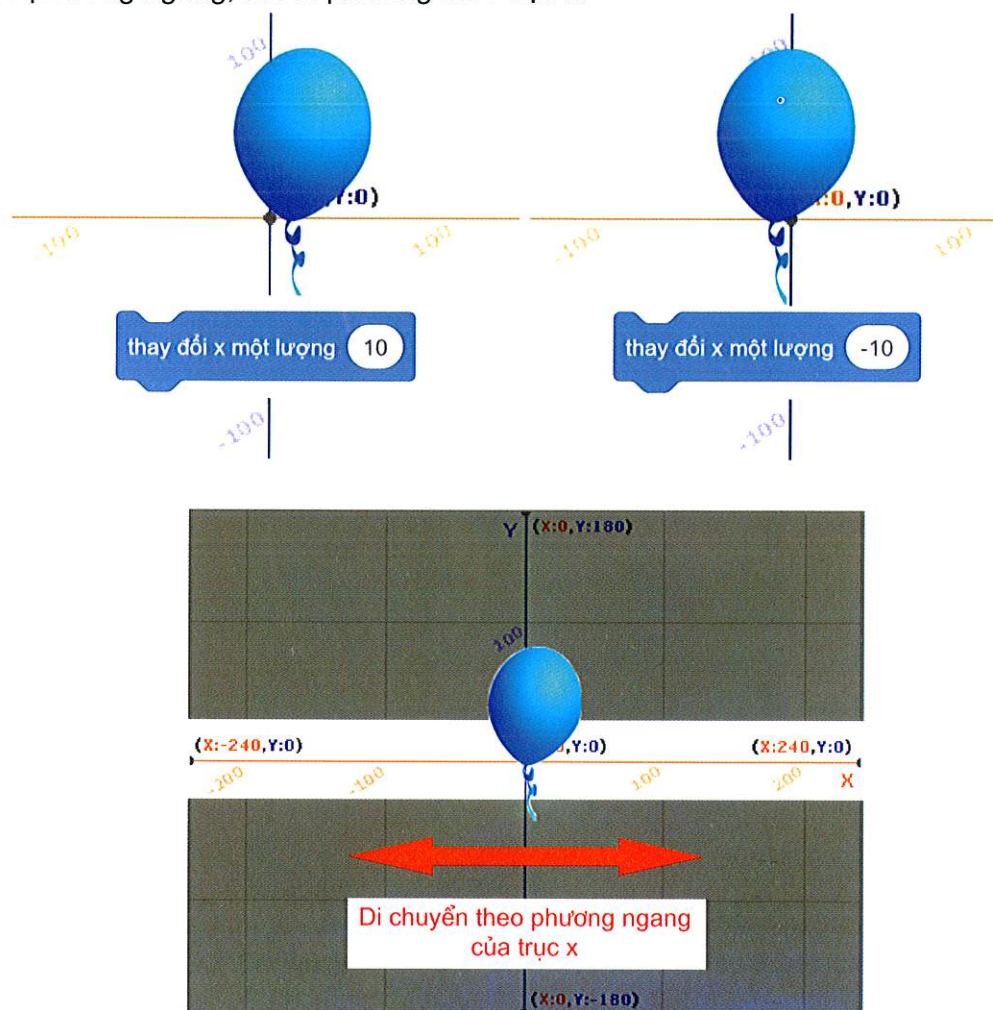 100
100
Y:0)
:0,Y:0)
-100
100
-100
100
thay đổi x một lượng 10
thay đổi x một lượng -10
-100
-100
Y (X:0,Y:180)
100
(X:-240,Y:0)
,Y:0)
(X:240,Y:0)
-200
-100
100
200
X
Di chuyển theo phương ngang
của trục x
(X:0,Y:-180)